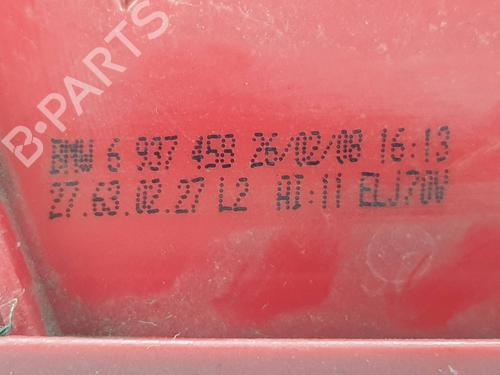 BMW 6 937 458 26/02/08 16:13
27.63.02.27 L2 AI:11 ELJ70W
B-PARTS